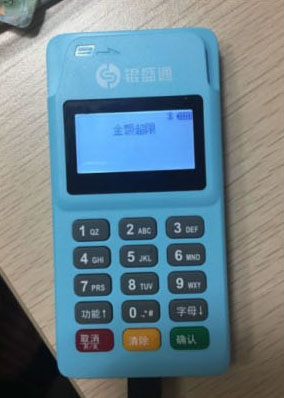 银盛通
金额超限
1 QZ 2 ABC 3 DEF
4 GHI 5 JKL 6 MNO
7 PRS 8 TUV 9 WXY
功能↑ 0 .*# 字母↓
取消 清除 确认